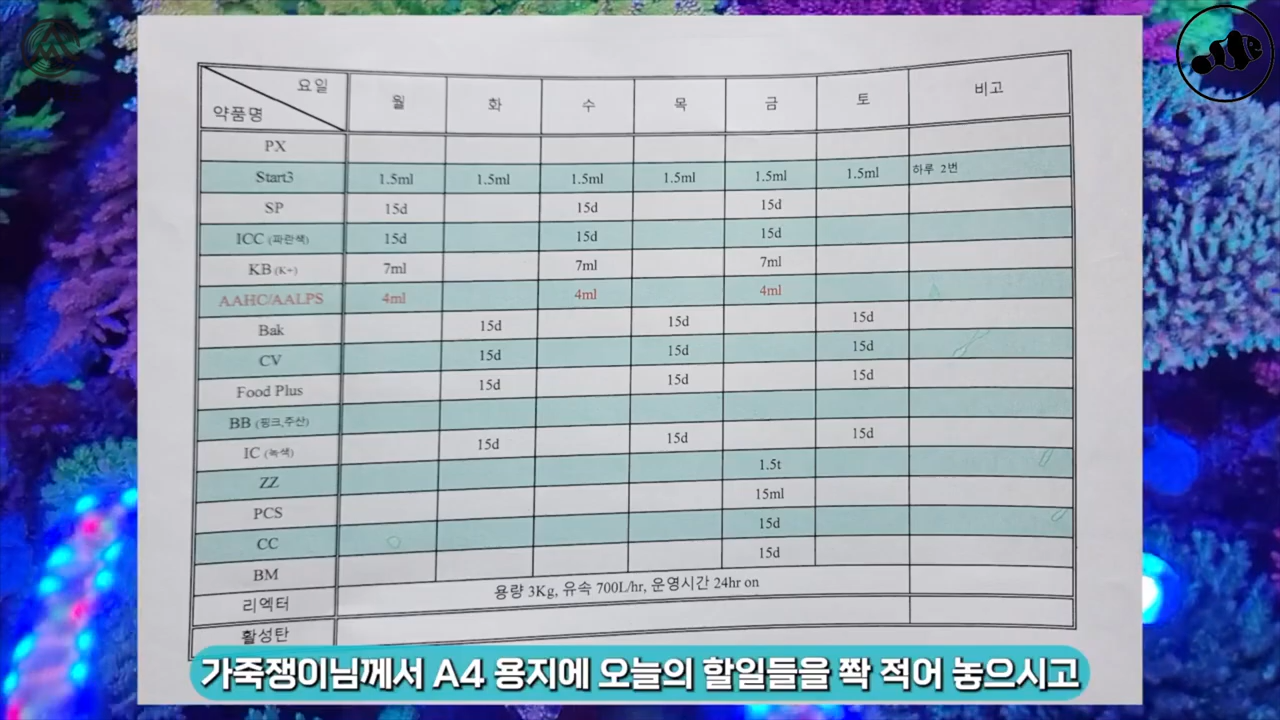 요일
약품명 월 화 수 목 금 토 비고
PX
Start3 1.5ml 1.5ml 1.5ml 1.5ml 1.5ml 1.5ml 하루 2번
SP 15d 15d 15d
ICC (파란색) 15d 15d 15d
KB (K+) 7ml 7ml 7ml
AAHC/AALPS 4ml 4ml 4ml
Bak 15d 15d 15d
CV 15d 15d 15d
Food Plus 15d 15d 15d
BB (핑크,주산)
IC (녹색) 15d 15d 15d
ZZ 1.5t
PCS 15ml
CC 15d
BM 15d
리엑터 용량 3Kg, 유속 700L/hr, 운영시간 24hr on
활성탄
가죽쟁이님께서 A4 용지에 오늘의 할일들을 쫙 적어 놓으시고